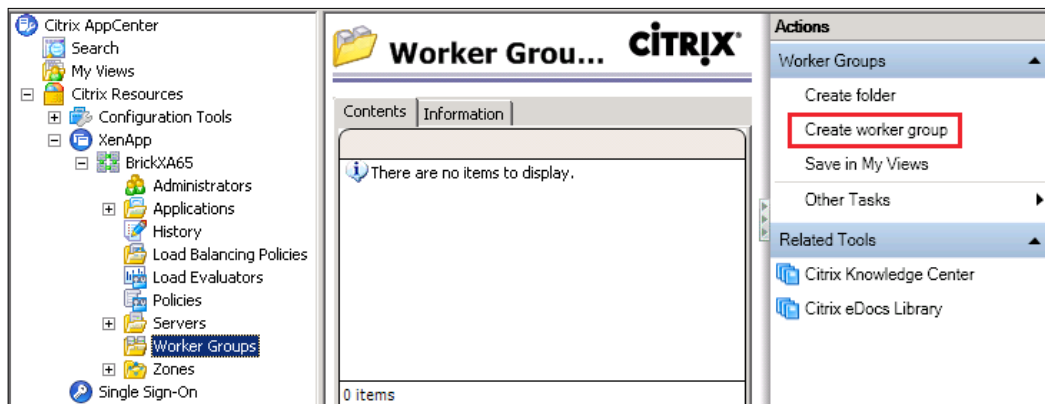 Citrix AppCenter
Search
My Views
Citrix Resources
Configuration Tools
XenApp
BrickXA65
Administrators
Applications
History
Load Balancing Policies
Load Evaluators
Policies
Servers
Worker Groups
Zones
Single Sign-On
Worker Grou... CİTRIX
Contents Information
There are no items to display.
0 items
Actions
Worker Groups
Create folder
Create worker group
Save in My Views
Other Tasks
Related Tools
Citrix Knowledge Center
Citrix eDocs Library